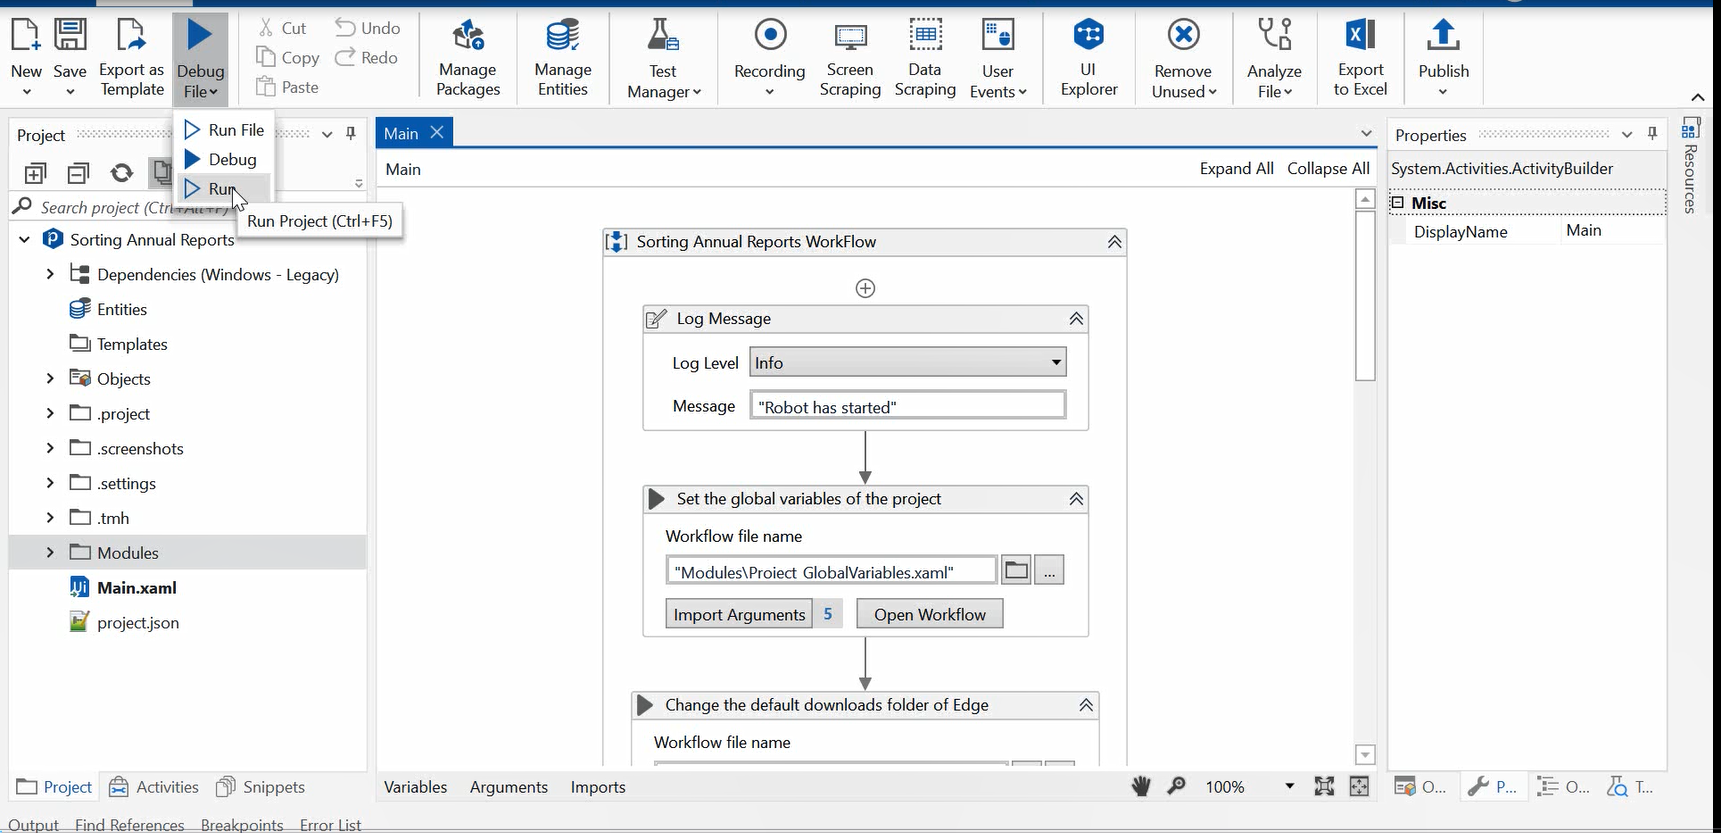 New
Save
Export as
Template
Debug
File
Cut
Copy
Paste
Undo
Redo
Manage
Packages
Manage
Entities
Test
Manager
Recording
Screen
Scraping
Data
Scraping
User
Events
UI
Explorer
Remove
Unused
Analyze
File
Export
to Excel
Publish
Run File
Debug
Run
Run Project (Ctrl+F5)
Project
Search project (Ctrl+Alt+F)
Sorting Annual Reports
Dependencies (Windows - Legacy)
Entities
Templates
Objects
.project
.screenshots
.settings
.tmh
Modules
Main.xaml
project.json
Project
Activities
Snippets
Main
Main
Expand All
Collapse All
Sorting Annual Reports WorkFlow
Log Message
Log Level
Info
Message
"Robot has started"
Set the global variables of the project
Workflow file name
"Modules\Project GlobalVariables.xaml"
...
Import Arguments 5
Open Workflow
Change the default downloads folder of Edge
Workflow file name
Variables
Arguments
Imports
100%
Properties
System.Activities.ActivityBuilder
Misc
DisplayName
Main
Resources
O...
P...
O...
T...
Output
Find References
Breakpoints
Error List